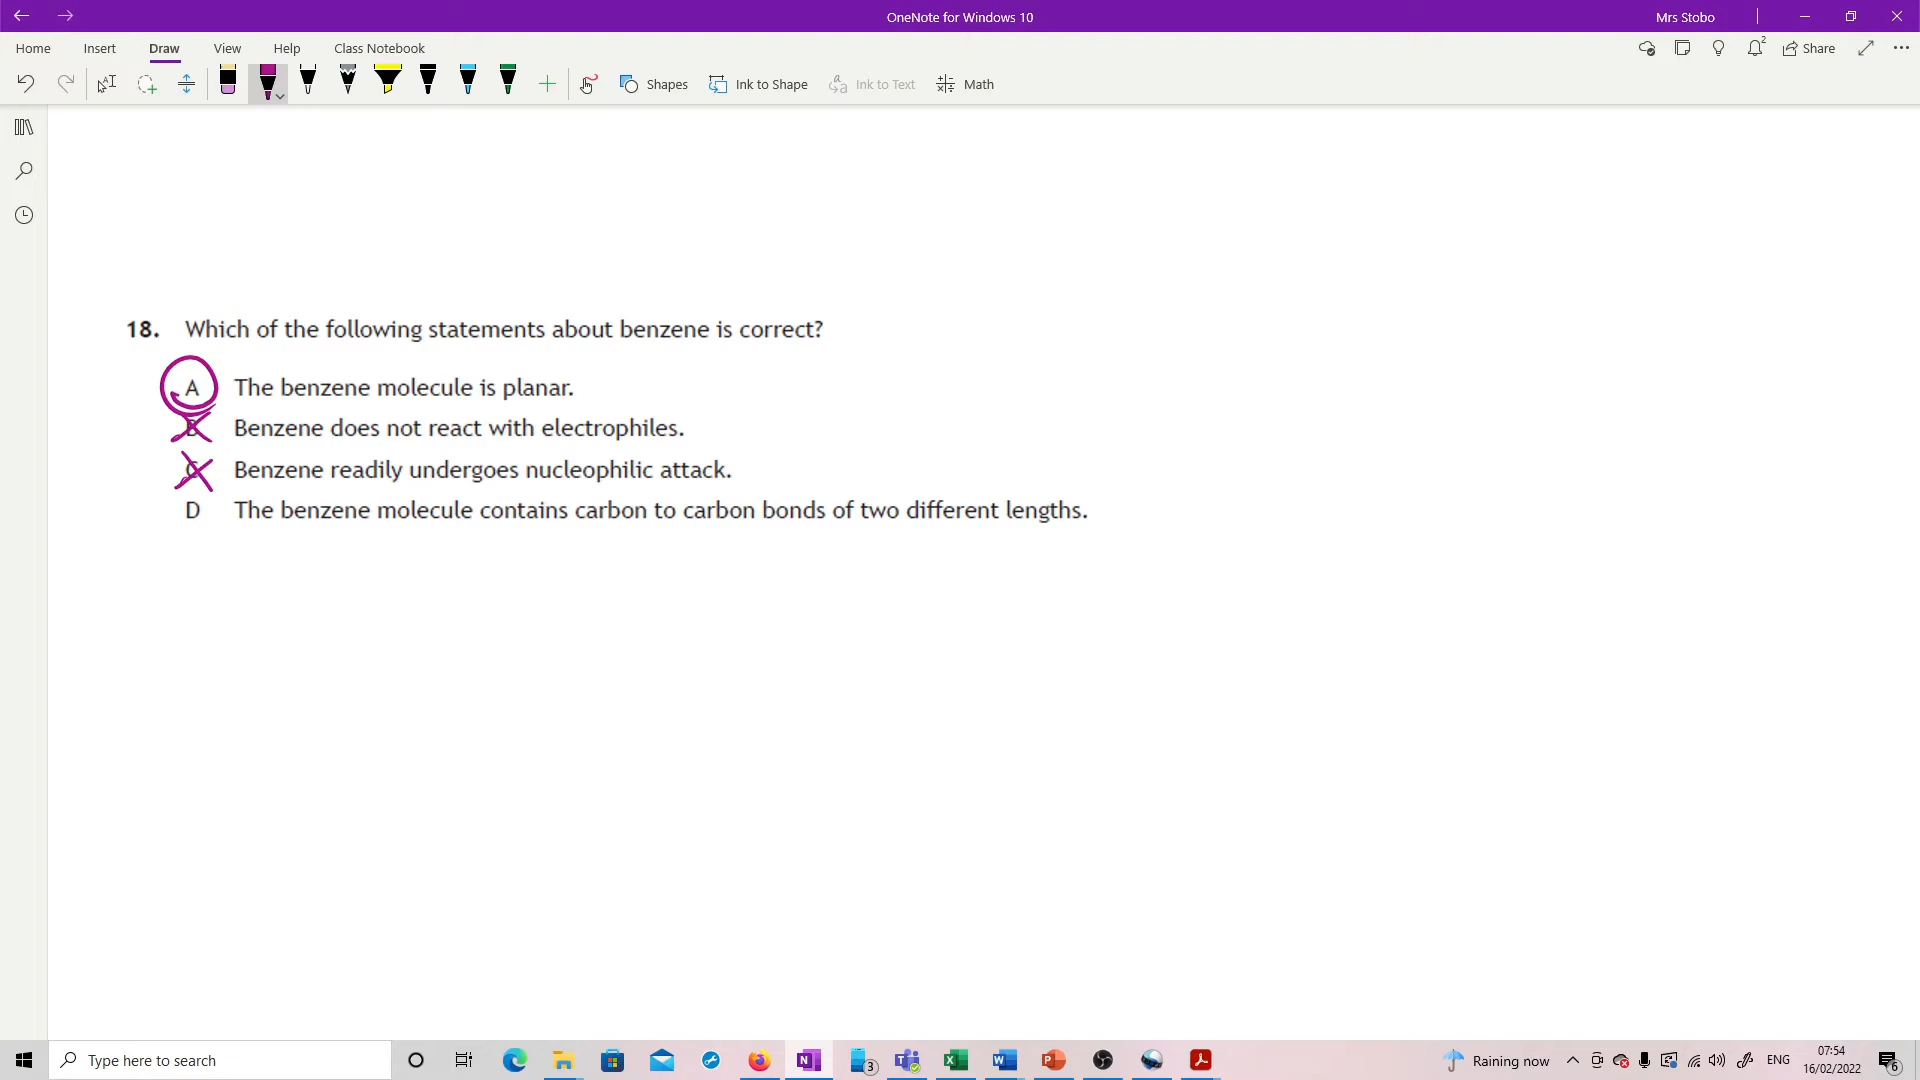 OneNote for Windows 10
Mrs Stobo
Home Insert Draw View Help Class Notebook
2
Share
Shapes Ink to Shape Ink to Text Math
18. Which of the following statements about benzene is correct?
A The benzene molecule is planar.
B Benzene does not react with electrophiles.
C Benzene readily undergoes nucleophilic attack.
D The benzene molecule contains carbon to carbon bonds of two different lengths.
Type here to search
3
Raining now
ENG
07:54
16/02/2022
6